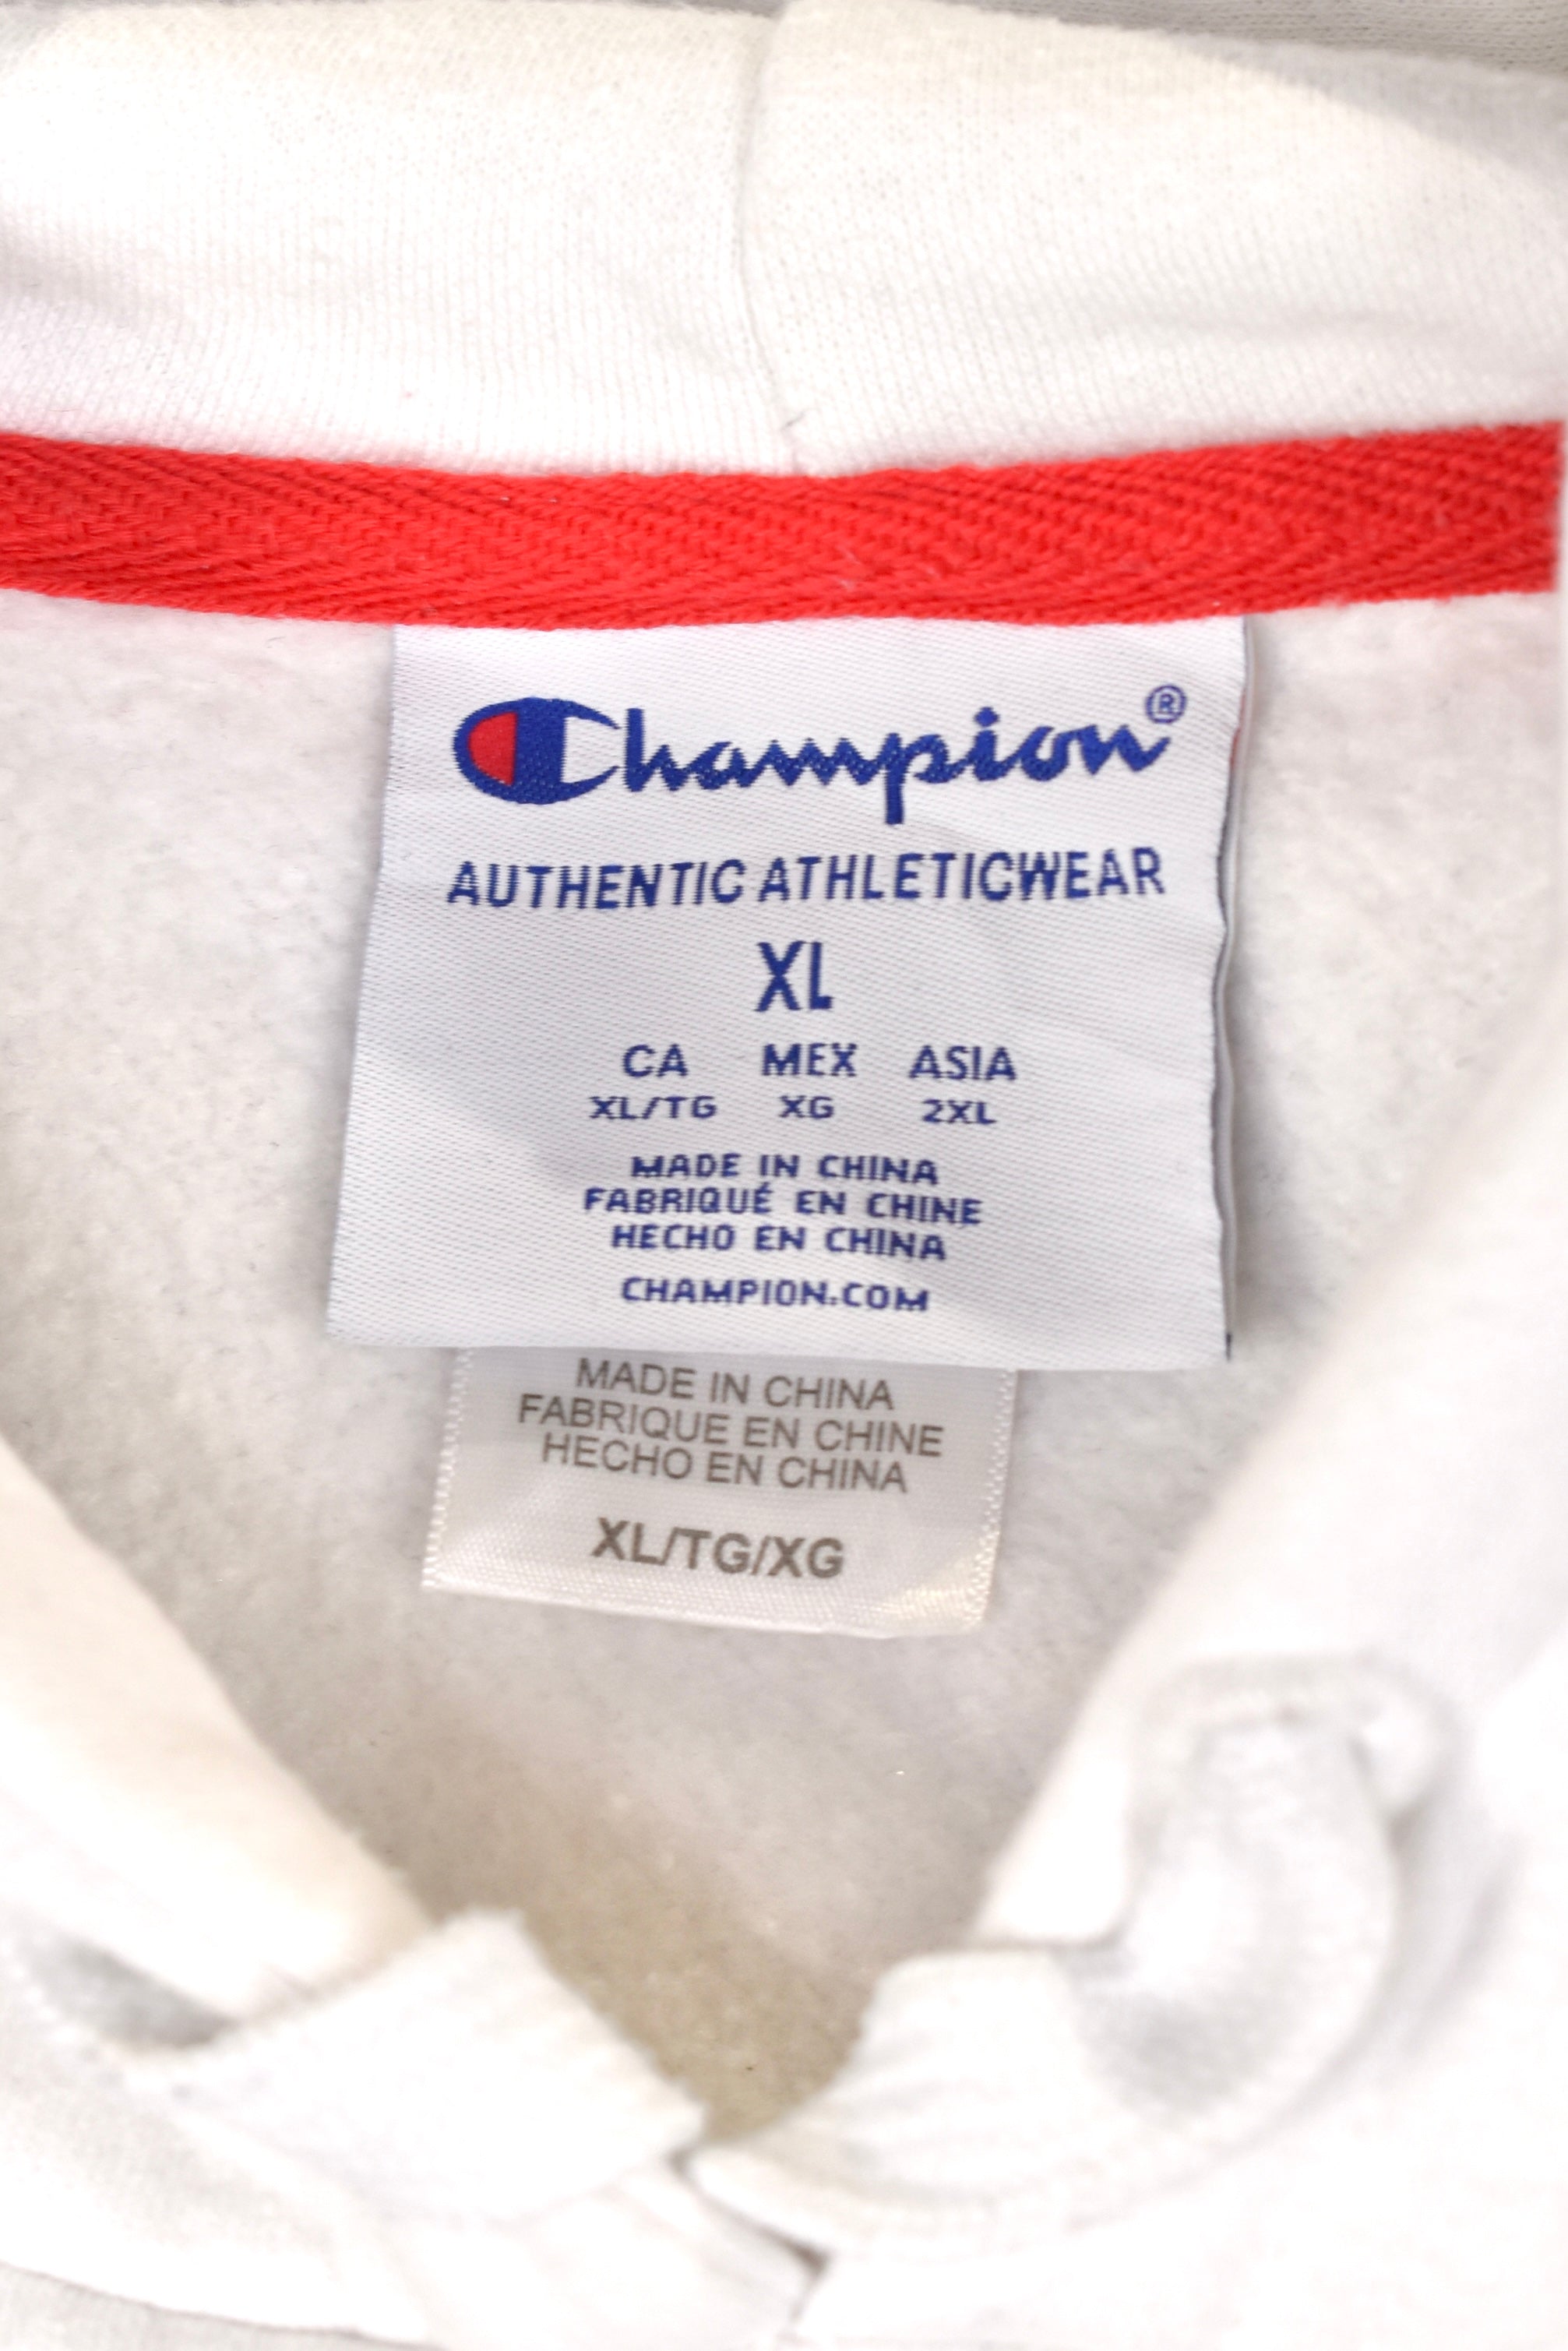 Champion®
AUTHENTIC ATHLETICWEAR
XL
CA MEX ASIA
XL/TG XG 2XL
MADE IN CHINA
FABRIQUÉ EN CHINE
HECHO EN CHINA
CHAMPION.COM
MADE IN CHINA
FABRIQUE EN CHINE
HECHO EN CHINA
XL/TG/XG